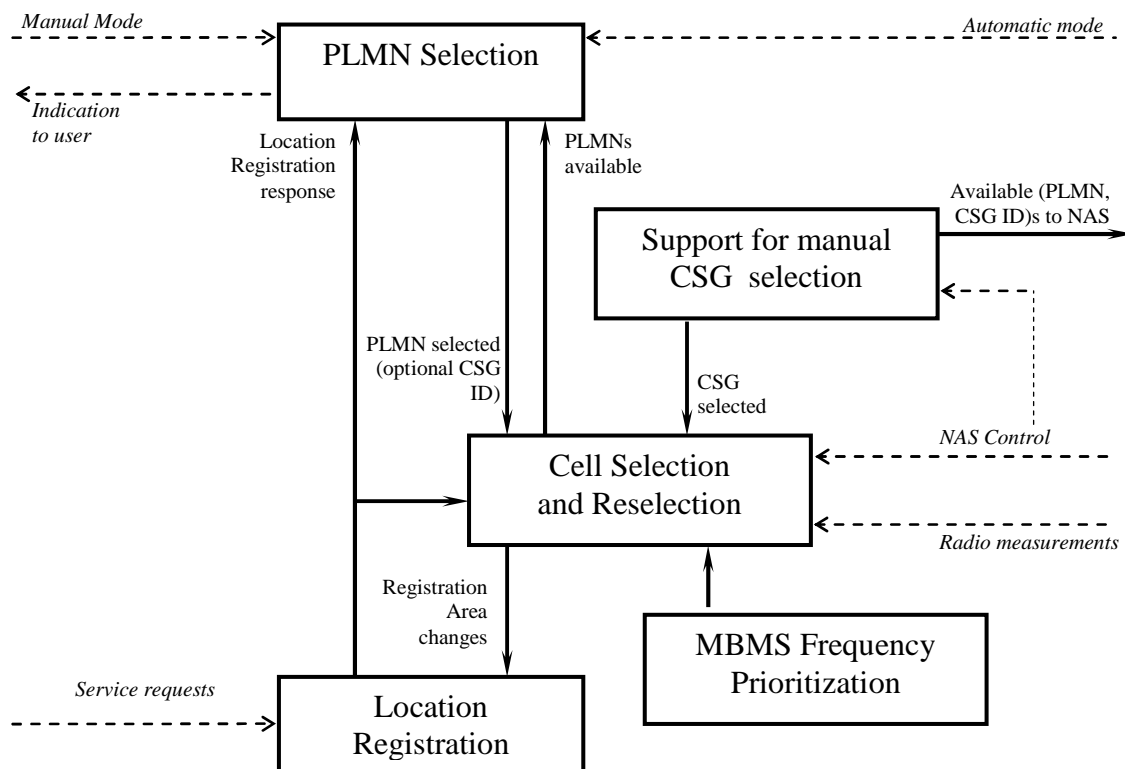 Manual Mode
Automatic mode
PLMN Selection
Indication
to user
Location
Registration
response
PLMNs
available
Available (PLMN,
CSG ID)s to NAS
Support for manual
CSG selection
PLMN selected
(optional CSG
ID)
CSG
selected
NAS Control
Cell Selection
and Reselection
Radio measurements
Registration
Area
changes
MBMS Frequency
Prioritization
Service requests
Location
Registration